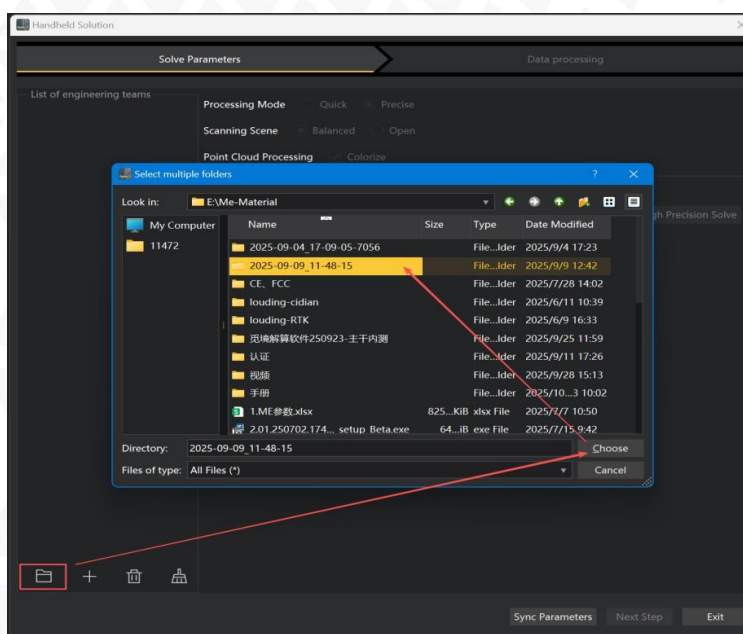 Handheld Solution
Solve Parameters
Data processing
List of engineering teams
Processing Mode Quick Precise
Scanning Scene Balanced Open
Point Cloud Processing Colorize
Select multiple folders
Look in: E:\Me-Material
gh Precision Solve
My Computer
11472
Name Size Type Date Modified
2025-09-04_17-09-05-7056 File...lder 2025/9/4 17:23
2025-09-09_11-48-15 File...lder 2025/9/9 12:42
CE、FCC File...lder 2025/7/28 14:02
louding-cidian File...lder 2025/6/11 10:39
louding-RTK File...lder 2025/6/9 16:33
觅境解算软件250923-主干内测 File...lder 2025/9/25 11:59
认证 File...lder 2025/9/11 17:26
视频 File...lder 2025/9/28 15:13
手册 File...lder 2025/10...3 10:02
1.ME参数.xlsx 825...KiB xlsx File 2025/7/7 10:50
2.01.250702.174... setup Beta.exe 64...iB exe File 2025/7/15 9:42
Directory: 2025-09-09_11-48-15 Choose
Files of type: All Files (*) Cancel
Sync Parameters Next Step Exit